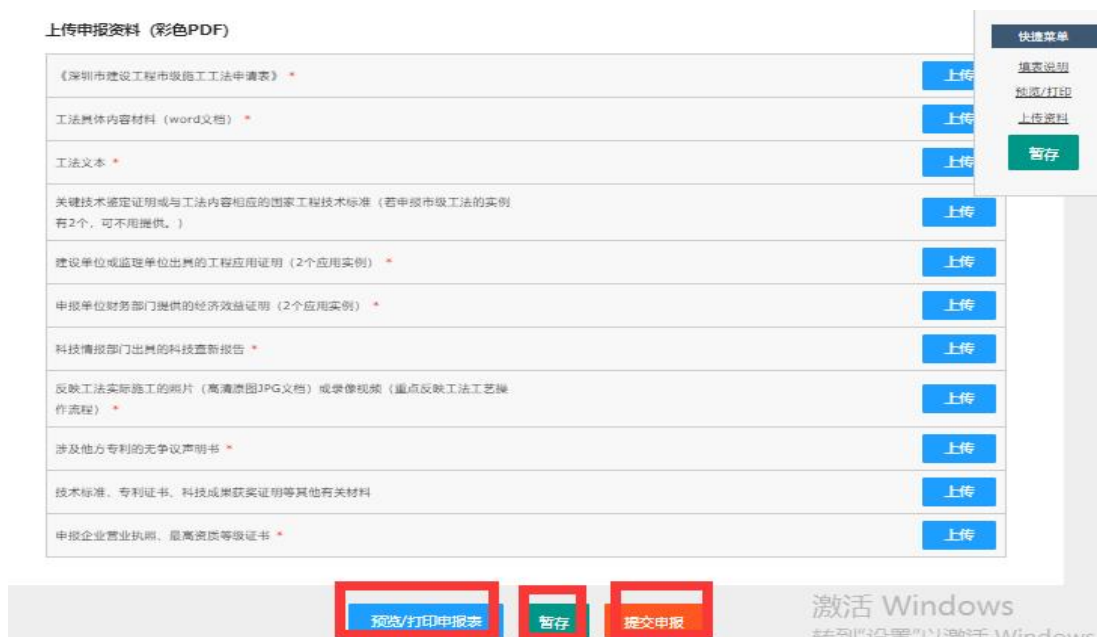 上传申报资料（彩色PDF）
快捷菜单
填表说明
预览/打印
上传资料
暂存
《深圳市建设工程市级施工工法申请表》 *
上传
工法具体内容材料（word文档） *
上传
工法文本 *
上传
关键技术鉴定证明或与工法内容相应的国家工程技术标准（若申报市级工法的实例
有2个，可不用提供。）
上传
建设单位或监理单位出具的工程应用证明（2个应用实例） *
上传
申报单位财务部门提供的经济效益证明（2个应用实例） *
上传
科技情报部门出具的科技查新报告 *
上传
反映工法实际施工的照片（高清原图JPG文档）或录像视频（重点反映工法工艺操
作流程） *
上传
涉及他方专利的无争议声明书 *
上传
技术标准、专利证书、科技成果获奖证明等其他有关材料
上传
申报企业营业执照、最高资质等级证书 *
上传
预览/打印申报表
暂存
提交申报
激活 Windows
转到"设置"以激活 Windows